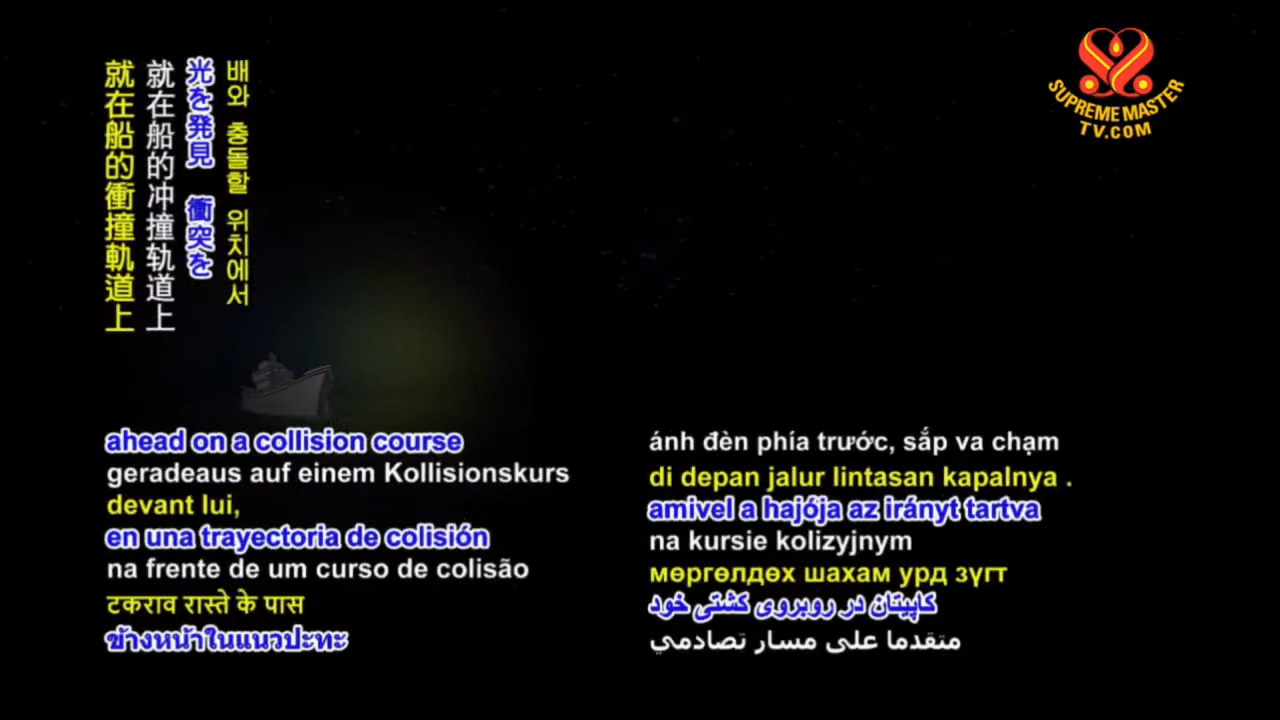 就在船的衝撞軌道上
就在船的冲撞轨道上
光を発見　衝突を
배와 충돌할 위치에서
SUPREME MASTER
TV.COM
ahead on a collision course
geradeaus auf einem Kollisionskurs
devant lui,
en una trayectoria de colisión
na frente de um curso de colisão
टकराव रास्ते के पास
ข้างหน้าในแนวปะทะ
ánh đèn phía trước, sắp va chạm
di depan jalur lintasan kapalnya .
amivel a hajója az irányt tartva
na kursie kolizyjnym
мөргөлдөх шахам урд зүгт
کاپیتان در روبروی کشتی خود
متقدما على مسار تصادمي